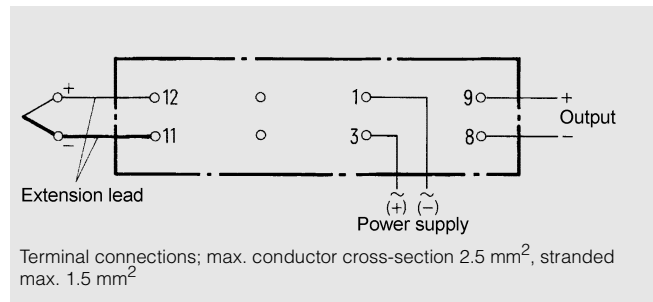 + 12 1 9 +
Output
− 11 3 8 −
Extension lead
~ ~
(+) (−)
Power supply
Terminal connections; max. conductor cross-section 2.5 mm², stranded
max. 1.5 mm²